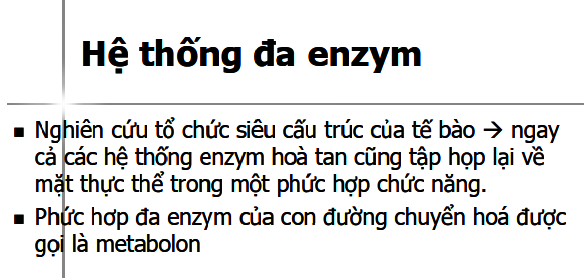 Hệ thống đa enzym
▪ Nghiên cứu tổ chức siêu cấu trúc của tế bào → ngay
cả các hệ thống enzym hoà tan cũng tập họp lại về
mặt thực thể trong một phức hợp chức năng.
▪ Phức hơp đa enzym của con đường chuyển hoá được
gọi là metabolon